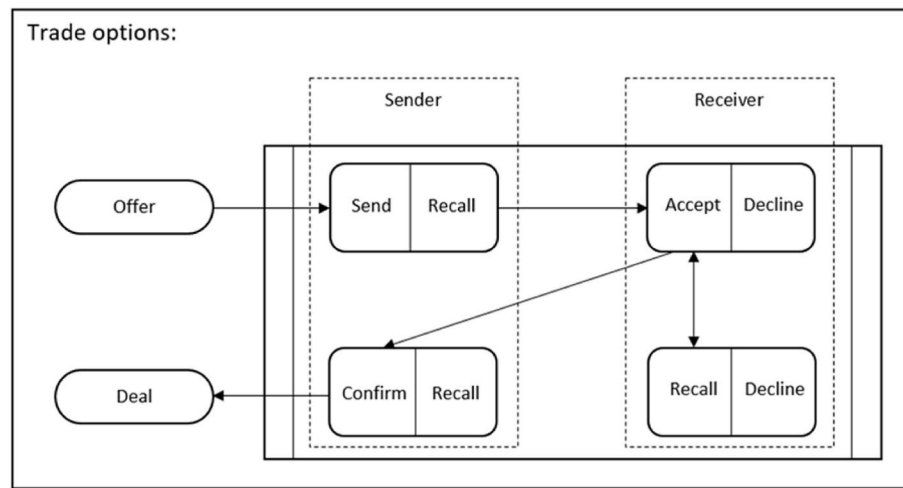 Trade options:
Sender
Receiver
Offer
Send
Recall
Accept
Decline
Deal
Confirm
Recall
Recall
Decline